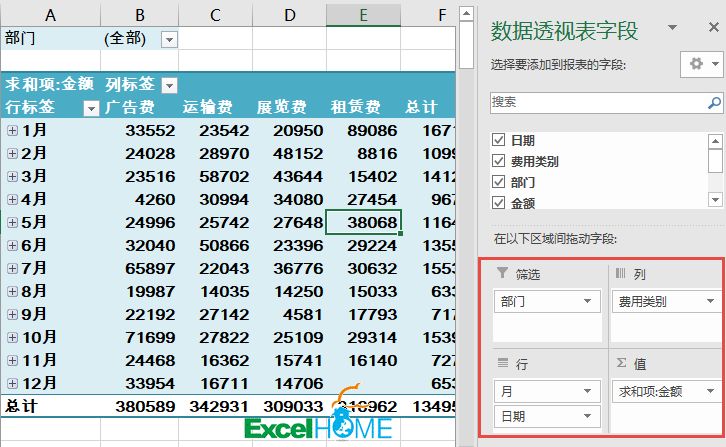 A B C D E F
部门 (全部)
求和项:金额 列标签
行标签 广告费 运输费 展览费 租赁费 总计
1月 33552 23542 20950 89086 1671
2月 24028 28970 48152 8816 1099
3月 23516 58702 43644 15402 1412
4月 4260 30994 34080 27454 967
5月 24996 25742 27648 38068 1164
6月 32040 50866 23396 29224 1355
7月 65897 22043 36776 30632 1553
8月 19987 14035 14250 15033 633
9月 22192 27142 4581 17793 717
10月 71699 27822 25109 29314 1539
11月 24468 16362 15741 16140 727
12月 33954 16711 14706 653
总计 380589 342931 309033 13495
ExcelHOME
数据透视表字段
选择要添加到报表的字段:
搜索
日期
费用类别
部门
金额
在以下区域间拖动字段:
筛选 列
部门 费用类别
行 Σ 值
月 求和项:金额
日期